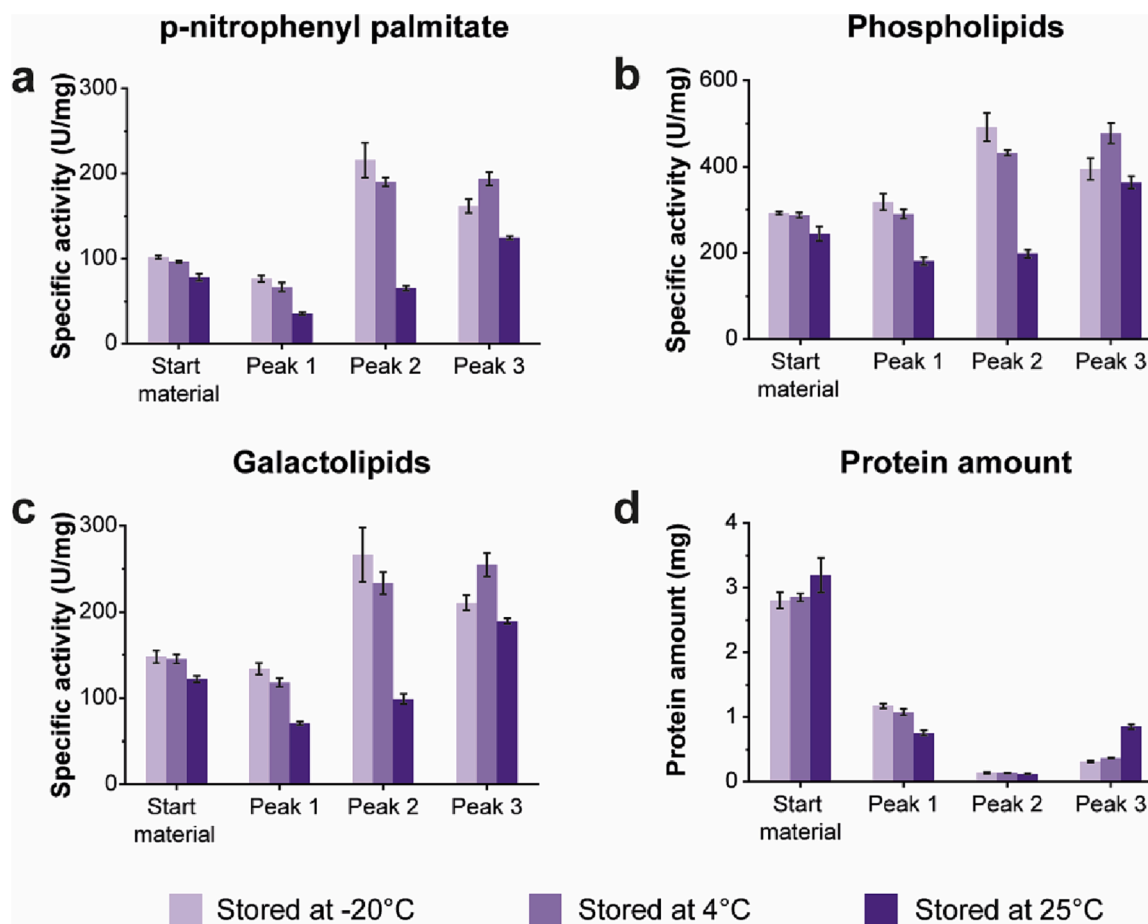 p-nitrophenyl palmitate
a
Specific activity (U/mg)
300
200
100
0
Start material
Peak 1
Peak 2
Peak 3
Phospholipids
b
Specific activity (U/mg)
600
400
200
0
Start material
Peak 1
Peak 2
Peak 3
Galactolipids
c
Specific activity (U/mg)
300
200
100
0
Start material
Peak 1
Peak 2
Peak 3
Protein amount
d
Protein amount (mg)
4
3
2
1
0
Start material
Peak 1
Peak 2
Peak 3
Stored at -20°C
Stored at 4°C
Stored at 25°C